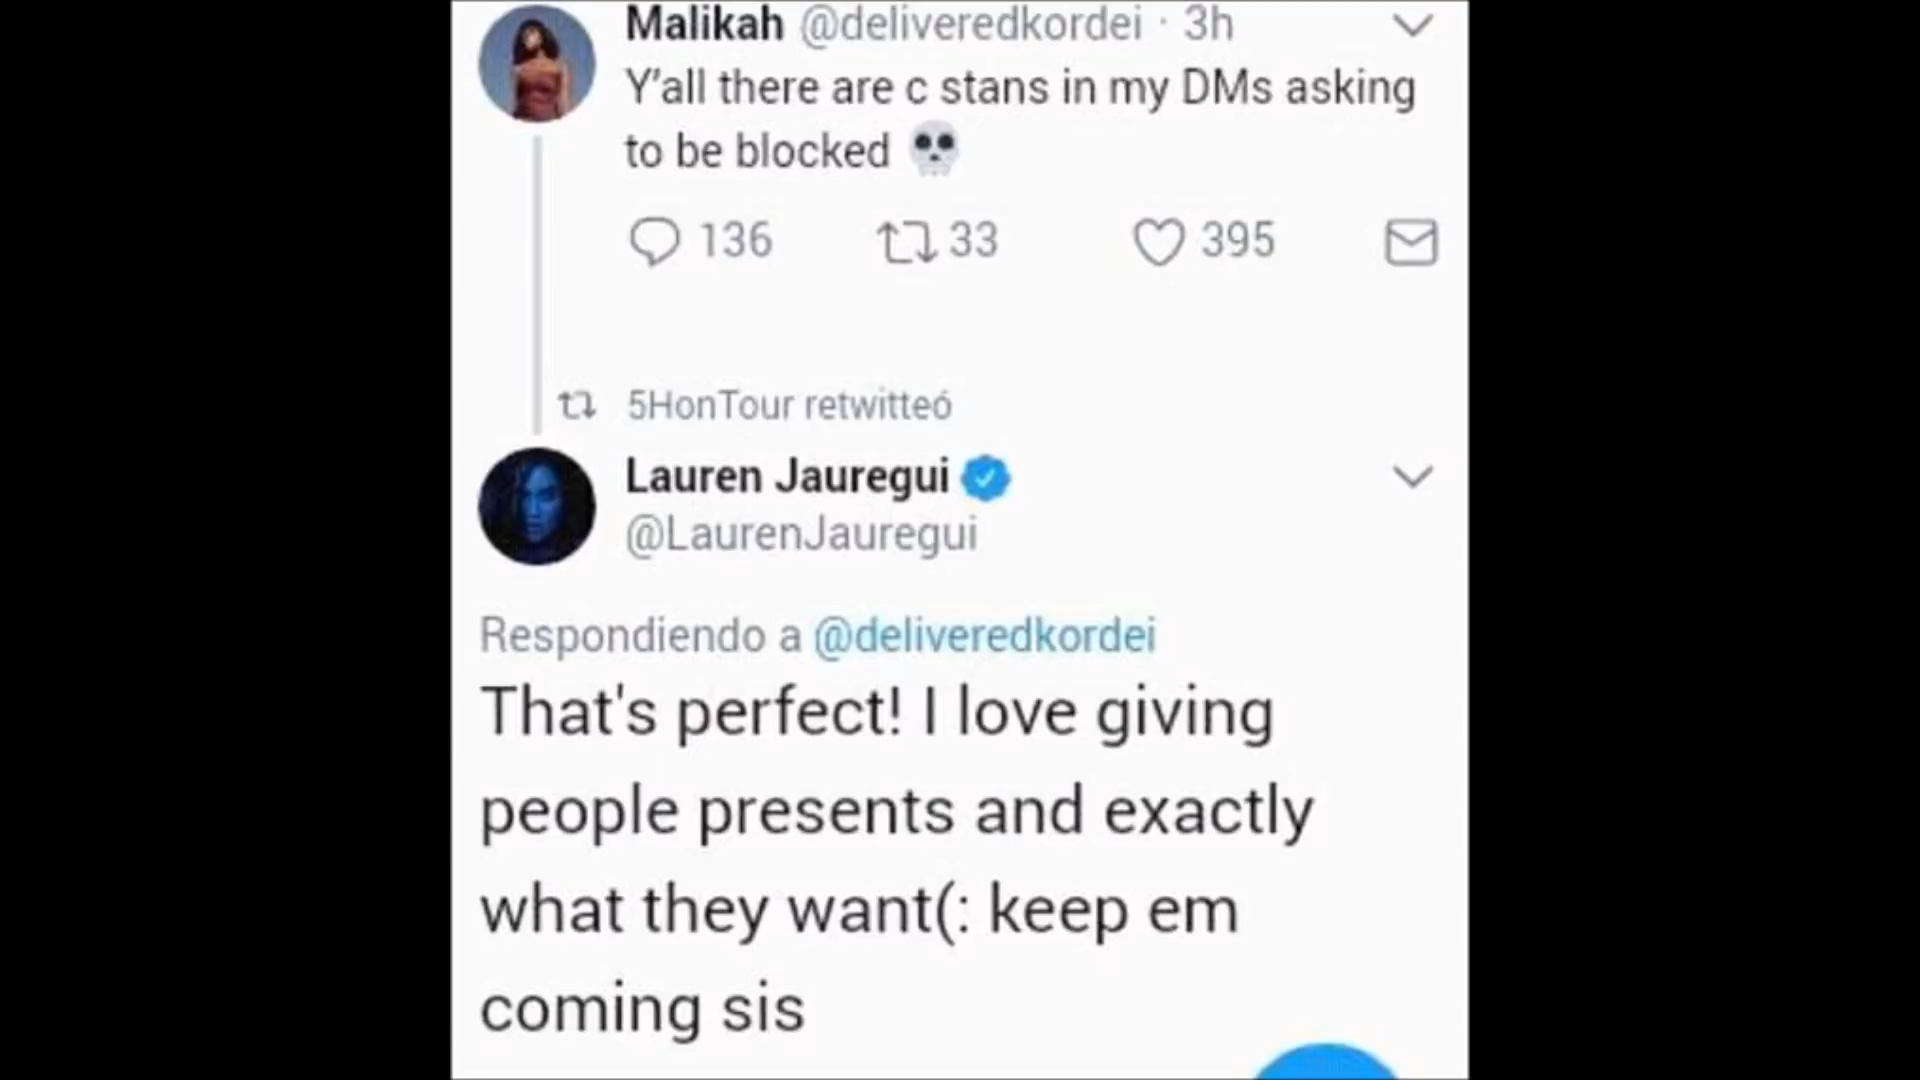 Malikah @deliveredkordei · 3h
Y'all there are c stans in my DMs asking
to be blocked 💀
136 33 395
5HonTour retwitteó
Lauren Jauregui
@LaurenJauregui
Respondiendo a @deliveredkordei
That's perfect! I love giving
people presents and exactly
what they want(: keep em
coming sis